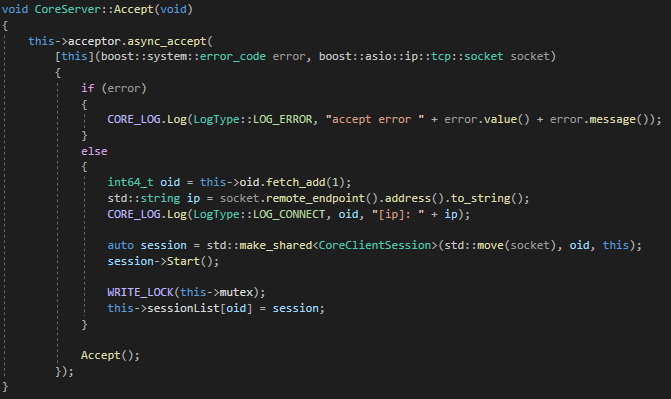 void CoreServer::Accept(void)
{
    this->acceptor.async_accept(
        [this](boost::system::error_code error, boost::asio::ip::tcp::socket socket)
        {
            if (error)
            {
                CORE_LOG.Log(LogType::LOG_ERROR, "accept error " + error.value() + error.message());
            }
            else
            {
                int64_t oid = this->oid.fetch_add(1);
                std::string ip = socket.remote_endpoint().address().to_string();
                CORE_LOG.Log(LogType::LOG_CONNECT, oid, "[ip]: " + ip);
                auto session = std::make_shared<CoreClientSession>(std::move(socket), oid, this);
                session->Start();
                WRITE_LOCK(this->mutex);
                this->sessionList[oid] = session;
            }
            Accept();
        });
}